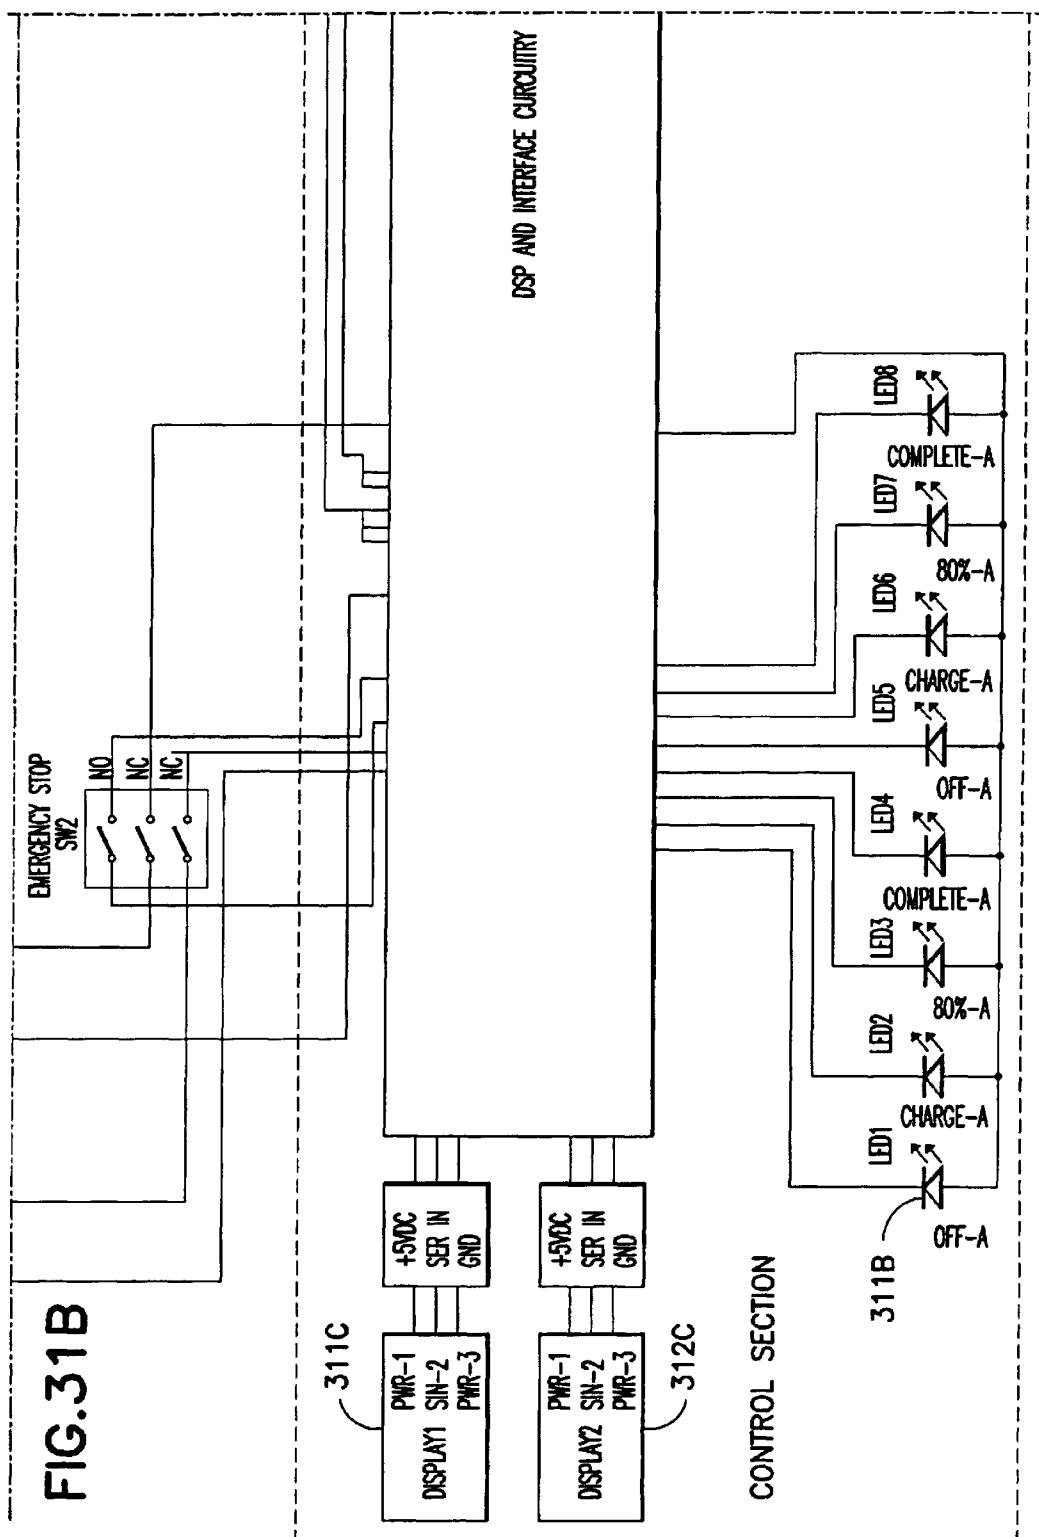 FIG.31B
EMERGENCY STOP
SW2
NO
NC
NC
DSP AND INTERFACE CURCUITRY
311C
DISPLAY1
PWR-1
SIN-2
PWR-3
+5VDC
SER IN
GND
312C
DISPLAY2
PWR-1
SIN-2
PWR-3
+5VDC
SER IN
GND
CONTROL SECTION
311B
LED1
OFF-A
LED2
CHARGE-A
LED3
80%-A
LED4
COMPLETE-A
LED5
OFF-A
LED6
CHARGE-A
LED7
80%-A
LED8
COMPLETE-A